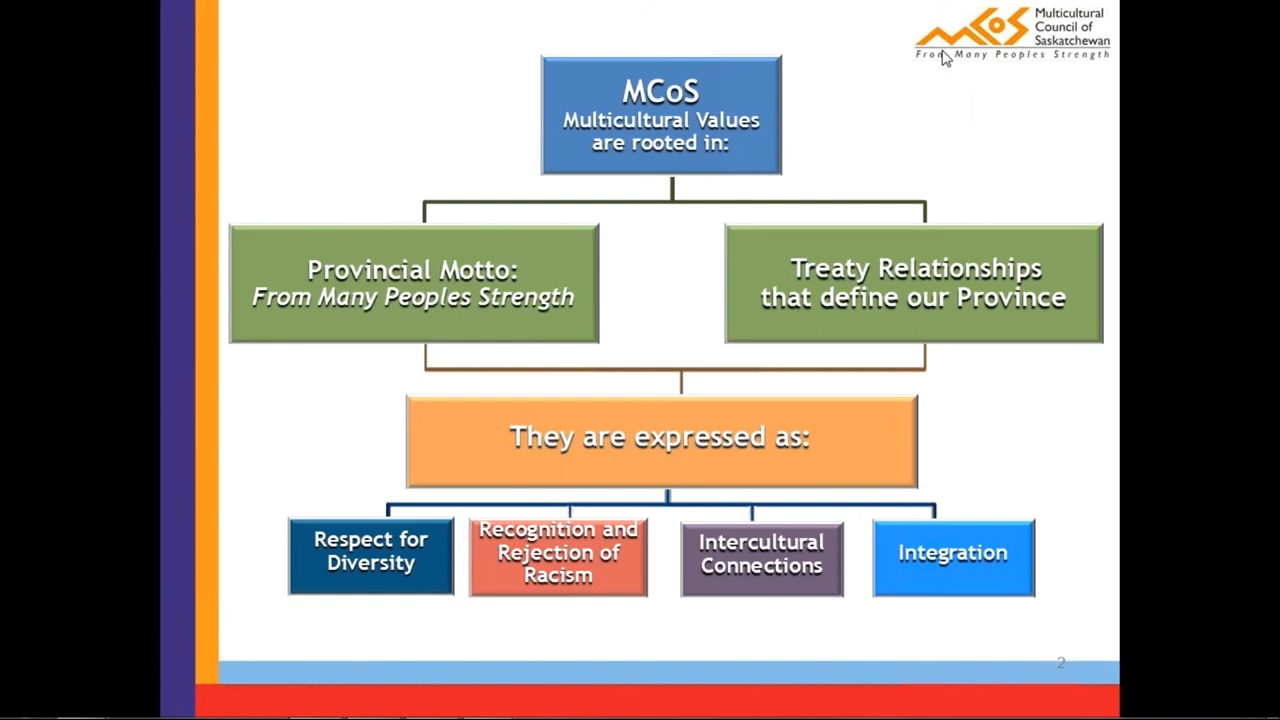 MCoS
Multicultural
Council of
Saskatchewan
From Many Peoples Strength
MCoS
Multicultural Values
are rooted in:
Provincial Motto:
From Many Peoples Strength
Treaty Relationships
that define our Province
They are expressed as:
Respect for
Diversity
Recognition and
Rejection of
Racism
Intercultural
Connections
Integration
2